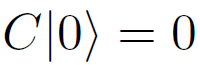 C|0⟩ = 0